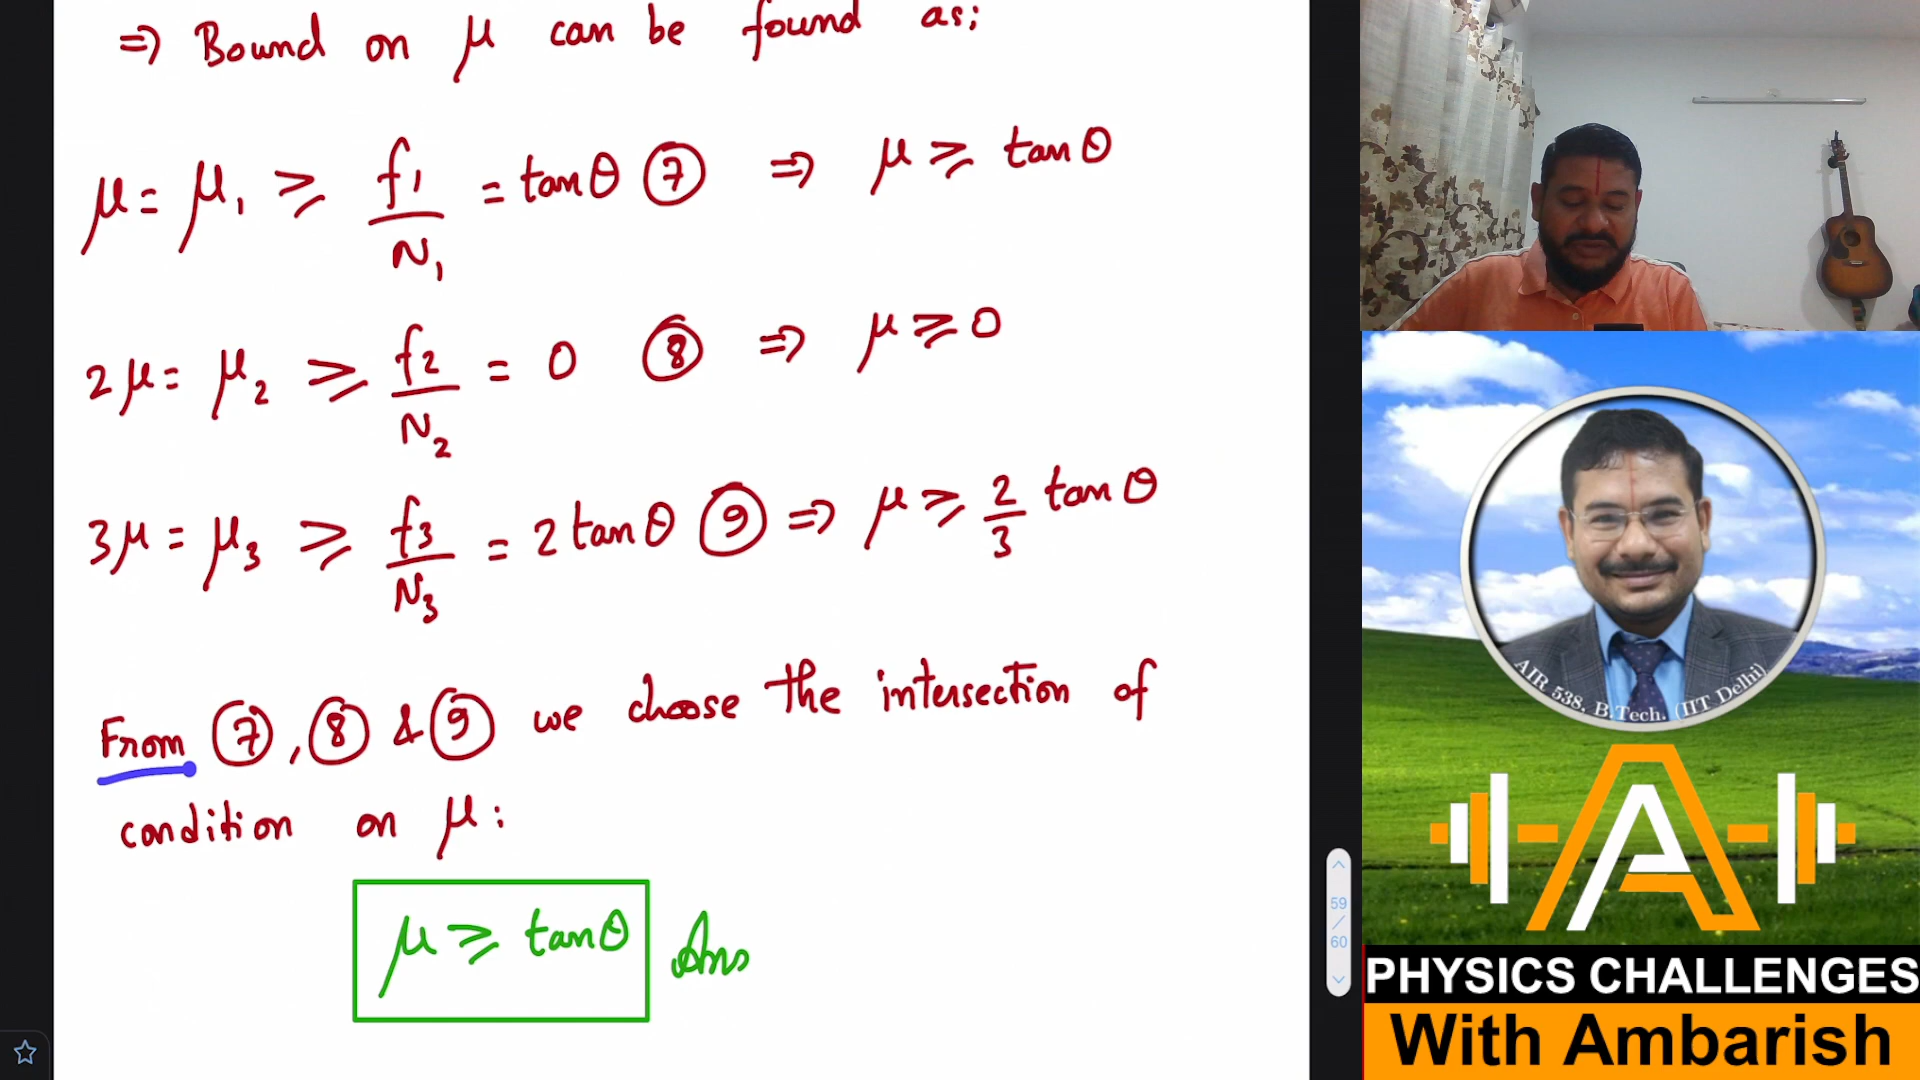 ⇒ Bound on μ can be found as:
μ = μ₁ ≥ f₁/N₁ = tanθ ⑦ ⇒ μ ≥ tanθ
2μ = μ₂ ≥ f₂/N₂ = 0 ⑧ ⇒ μ ≥ 0
3μ = μ₃ ≥ f₃/N₃ = 2 tanθ ⑨ ⇒ μ ≥ 2/3 tanθ
From ⑦, ⑧ & ⑨ we choose the intersection of
condition on μ:
μ ≥ tanθ Ans
59
/
60
AIR 538, B.Tech. (IIT Delhi)
A
PHYSICS CHALLENGES
With Ambarish